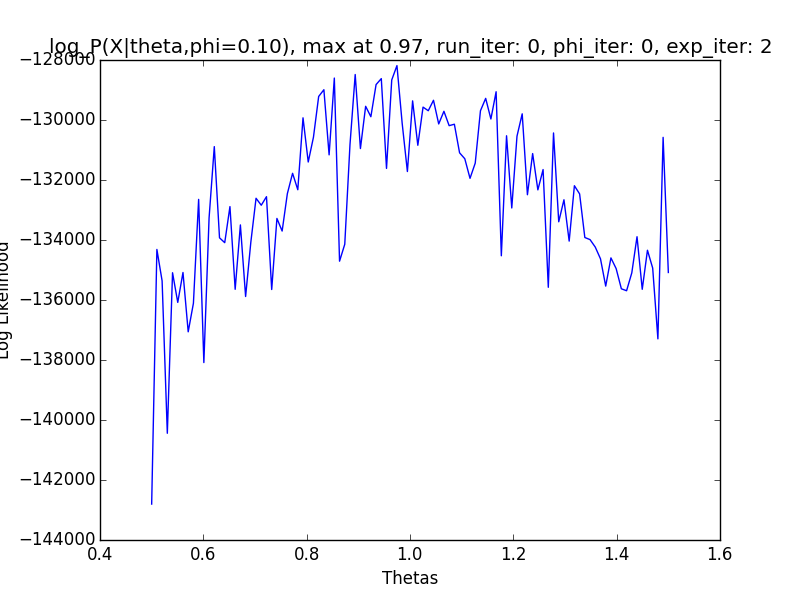 log_P(X|theta,phi=0.10), max at 0.97, run_iter: 0, phi_iter: 0, exp_iter: 2
−128000
−130000
−132000
−134000
−136000
−138000
−140000
−142000
−144000
Log Likelihood
0.4 0.6 0.8 1.0 1.2 1.4 1.6
Thetas